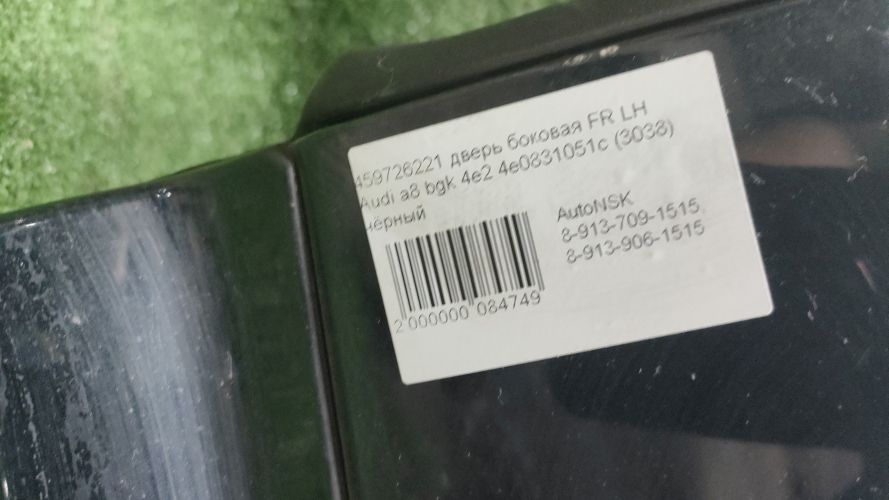 459726221 дверь боковая FR LH
Audi a8 bgk 4e2 4e0831051c (3038)
чёрный
AutoNSK
8-913-709-1515,
8-913-906-1515
2 000000 084749